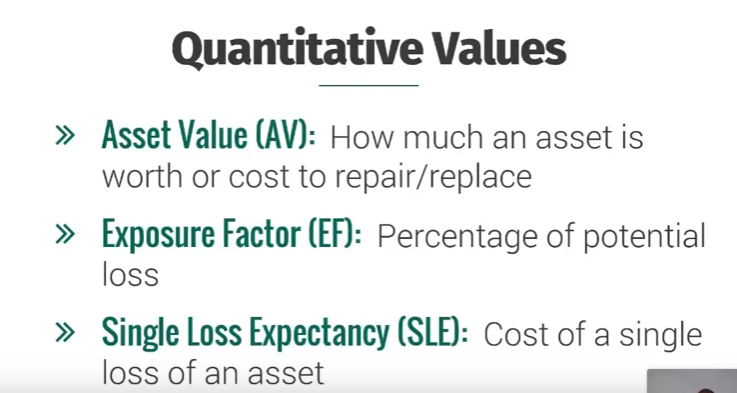 Quantitative Values
» Asset Value (AV): How much an asset is
worth or cost to repair/replace
» Exposure Factor (EF): Percentage of potential
loss
» Single Loss Expectancy (SLE): Cost of a single
loss of an asset